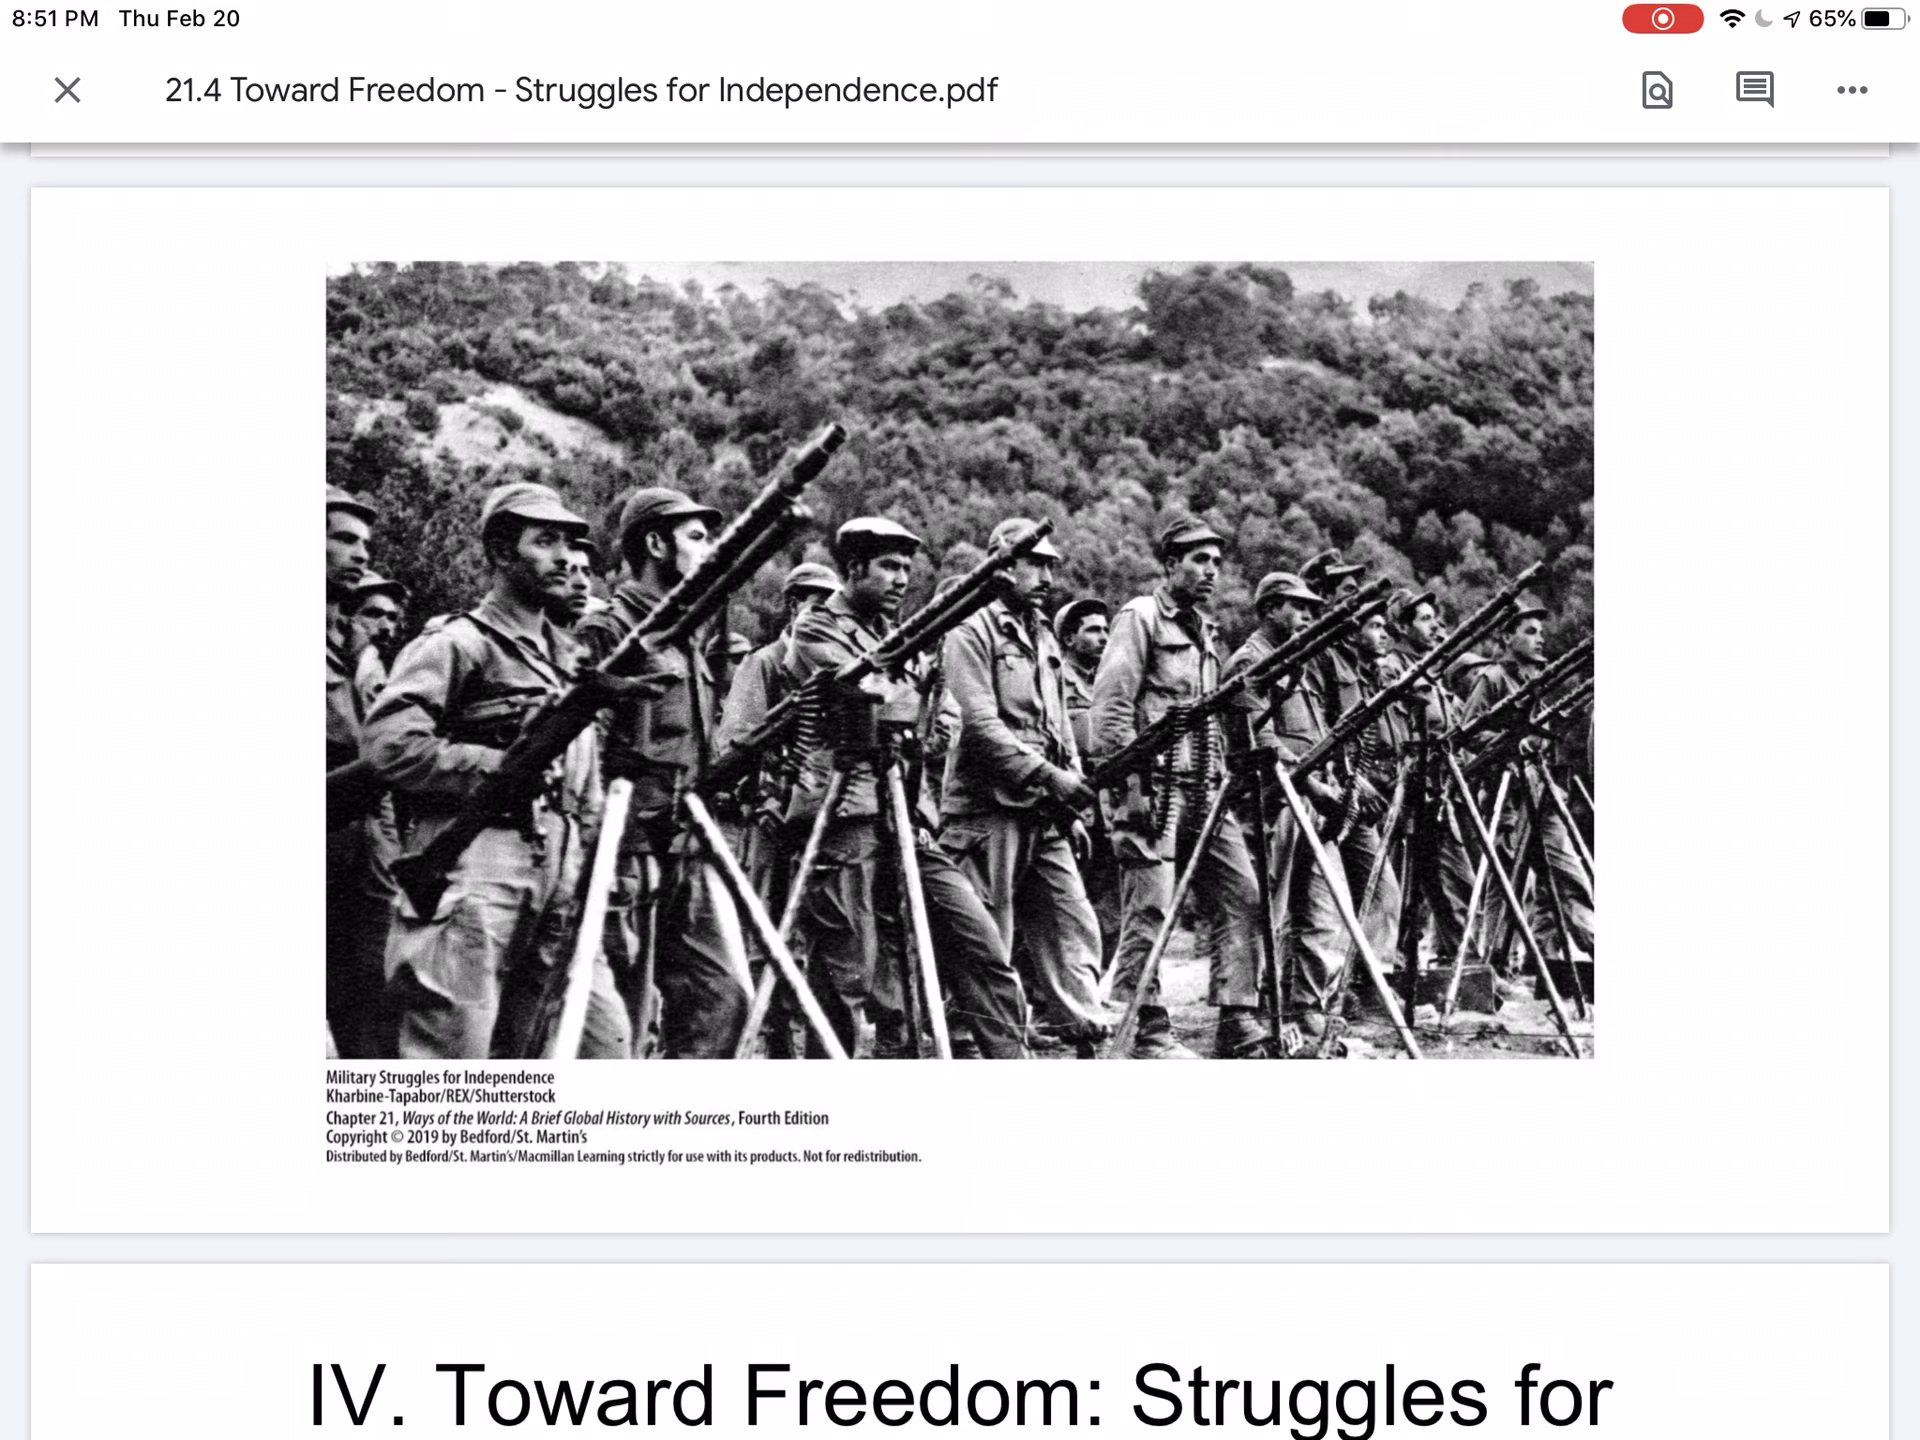 8:51 PM Thu Feb 20
65%
21.4 Toward Freedom - Struggles for Independence.pdf
Military Struggles for Independence
Kharbine-Tapabor/REX/Shutterstock
Chapter 21, Ways of the World: A Brief Global History with Sources, Fourth Edition
Copyright © 2019 by Bedford/St. Martin's
Distributed by Bedford/St. Martin's/Macmillan Learning strictly for use with its products. Not for redistribution.
IV. Toward Freedom: Struggles for